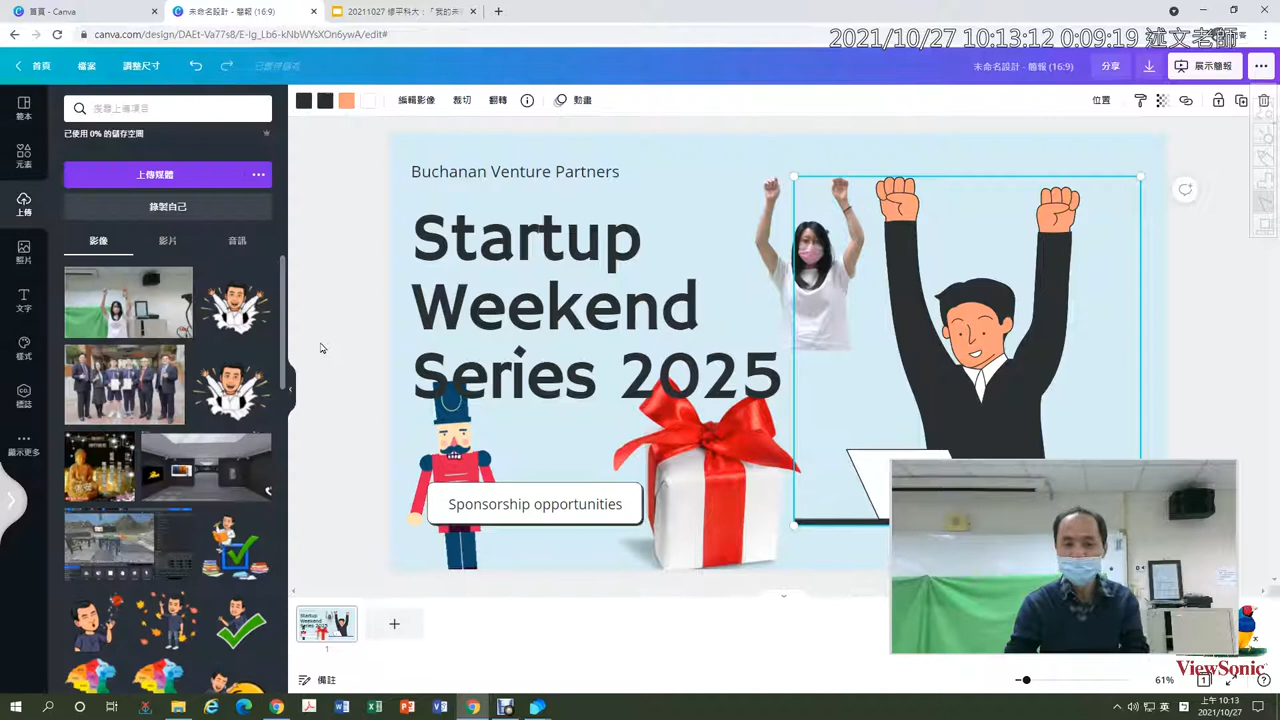 首頁 - Canva
未命名設計 - 簡報 (16:9)
20211027 修平科大：「我的未
canva.com/design/DAEt-Va77s8/E-Ig_Lb6-kNbWYsXOn6ywA/edit#
2021/10/27 10:13:12 0:09:19 述文老師
首頁
檔案
調整尺寸
未命名設計 - 簡報 (16:9)
分享
展示簡報
範本
元素
上傳
照片
文字
樣式
標誌
顯示更多
搜尋上傳項目
已使用 0% 的儲存空間
上傳媒體
錄製自己
影像
影片
音訊
編輯影像
裁切
翻轉
動畫
位置
Buchanan Venture Partners
Startup
Weekend
Series 2025
Sponsorship opportunities
1
備註
61%
1
ViewSonic
英
上午 10:13
2021/10/27